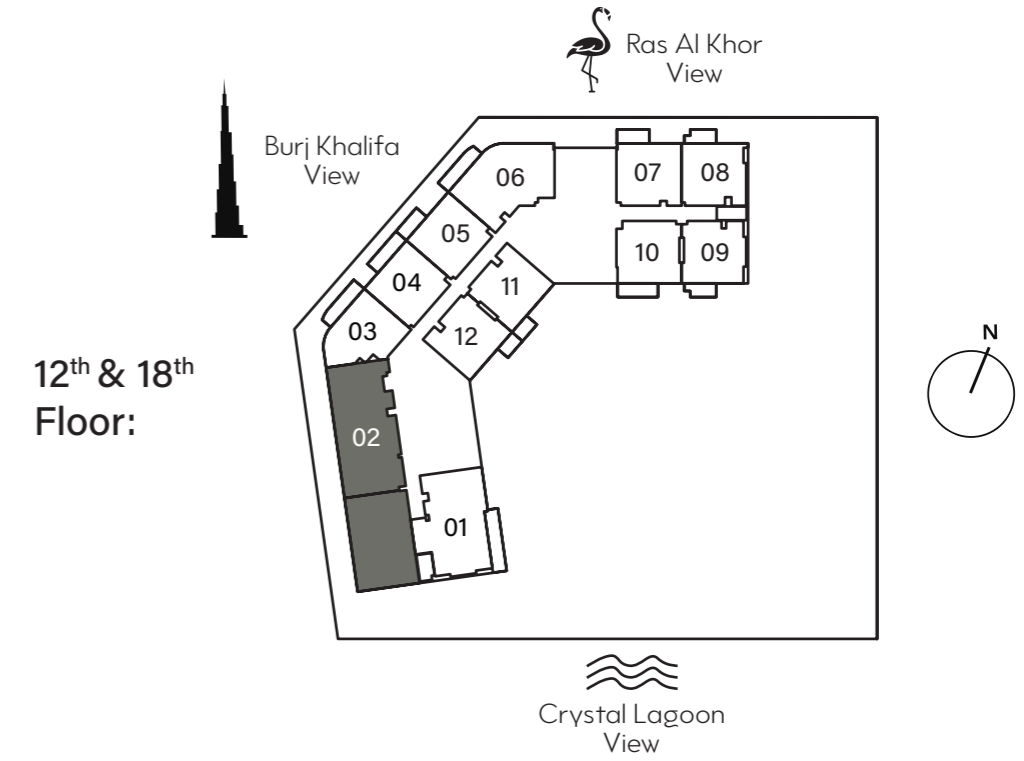 Ras Al Khor
View
Burj Khalifa
View
06
07
08
05
10
09
04
11
03
12
N
12th & 18th
Floor:
02
01
Crystal Lagoon
View